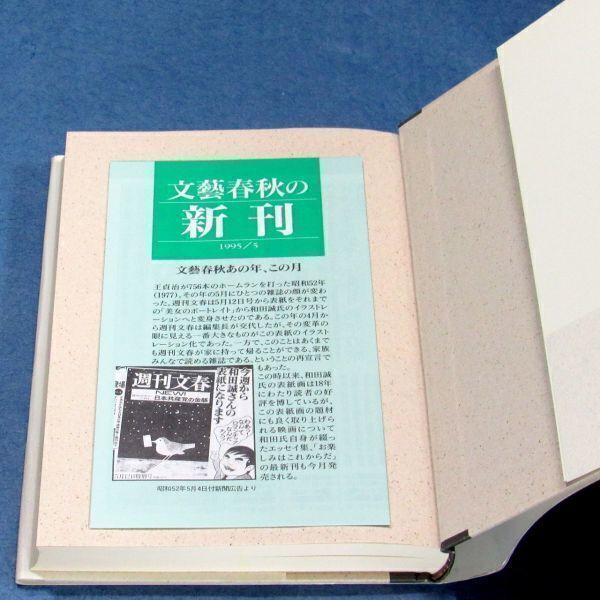 文藝春秋の
新刊
1995/5
文藝春秋あの年、この月
王貞治が756本のホームランを打った昭和52年
(1977)、その年の5月にひとつの雑誌の顔が変わ
った。週刊文春は5月12日号から表紙をそれまで
の「美女のポートレイト」から和田誠氏のイラストレ
ーションへと変身させたのである。この年の4月か
ら週刊文春は編集長が交代したが、その変革の
眼に見える一番大きなものがこの表紙のイラスト
レーション化であった。一方で、このことはあくまで
も週刊文春が家に持って帰ることができる、家族
みんなで読める雑誌である、ということの再宣言で
もあった。
この時以来、和田誠
氏の表紙画は18年
にわたり読者の好
評を博しているが、
この表紙画の題材
にも良く取り上げら
れる映画について
和田氏自身が綴っ
たエッセイ集、「お楽
しみはこれからだ」
の最新刊も今月発
売される。
今週から
和田誠さんの
表紙になります
週刊文春
NEW!
日本共産党の金脈
5月12日特別号
昭和52年5月4日付新聞広告より